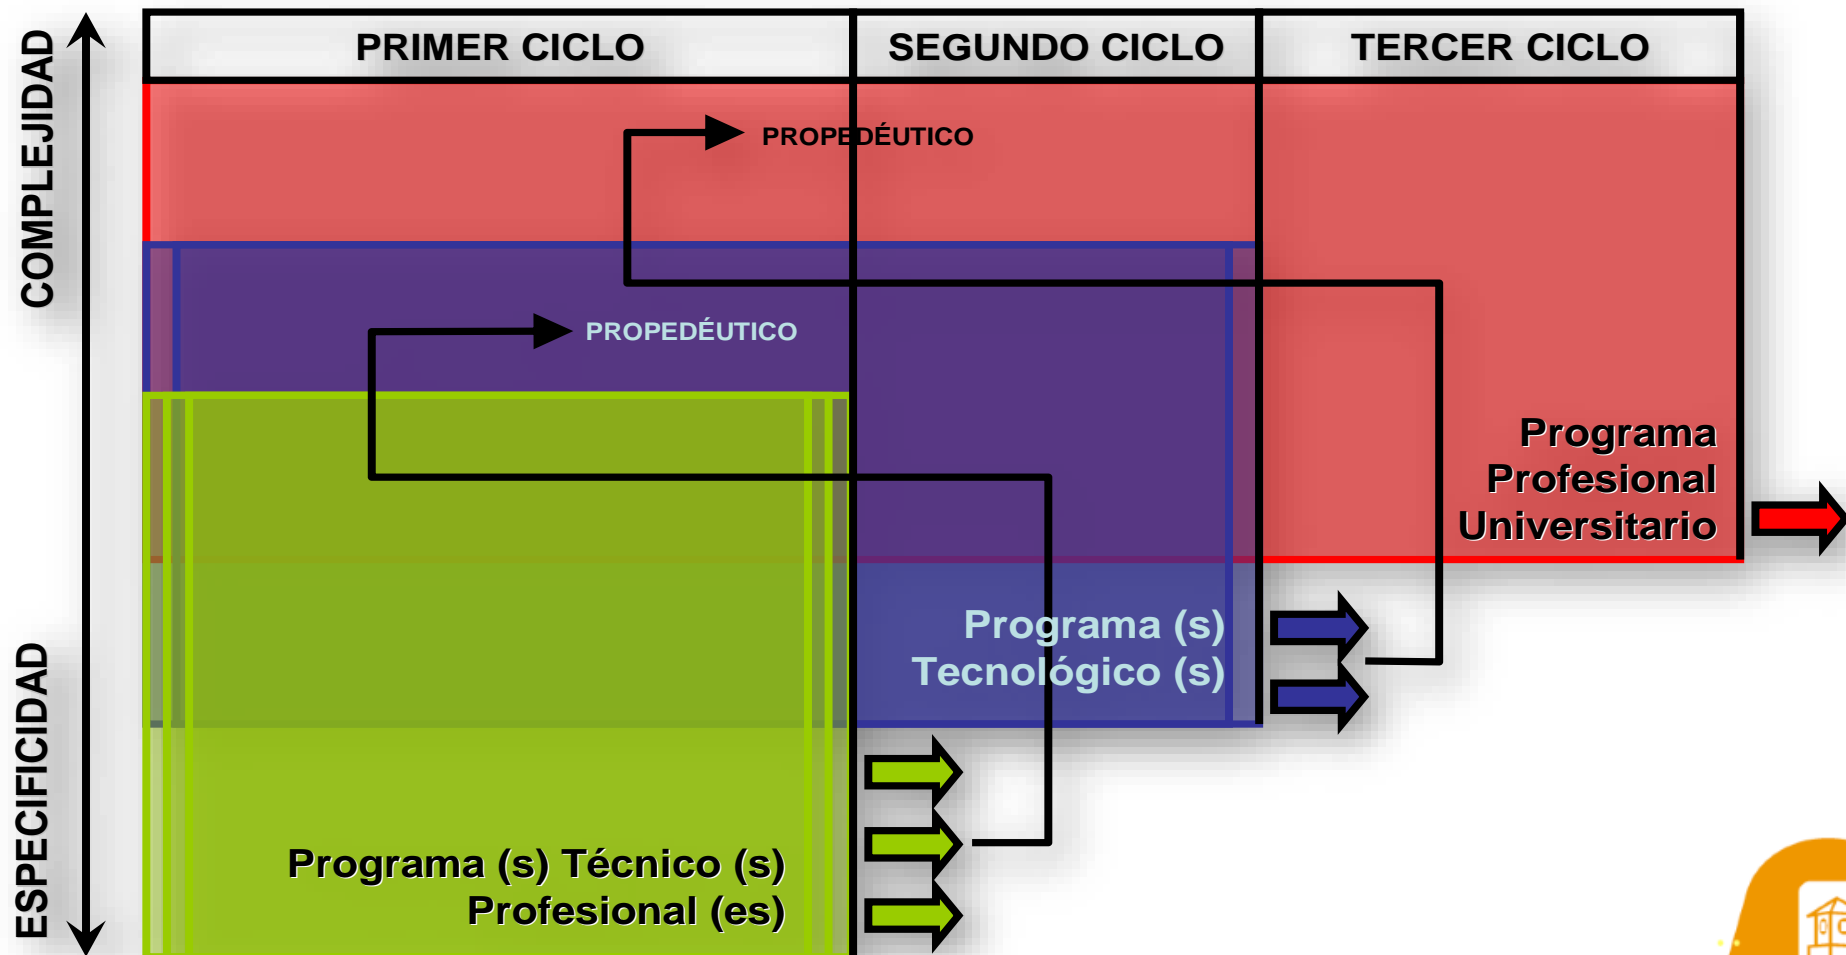 COMPLEJIDAD
ESPECIFICIDAD
PRIMER CICLO
SEGUNDO CICLO
TERCER CICLO
PROPEDÉUTICO
PROPEDÉUTICO
Programa
Profesional
Universitario
Programa (s)
Tecnológico (s)
Programa (s) Técnico (s)
Profesional (es)